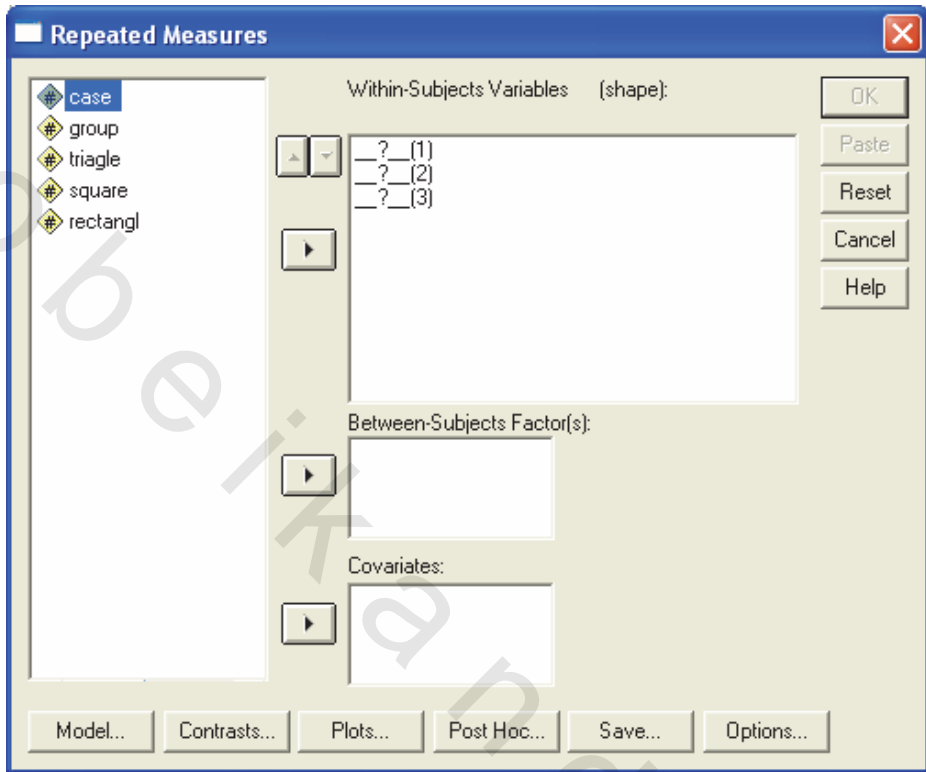 Repeated Measures
case
group
triagle
square
rectangl
Within-Subjects Variables (shape):
__?__(1)
__?__(2)
__?__(3)
Between-Subjects Factor(s):
Covariates:
OK
Paste
Reset
Cancel
Help
Model...
Contrasts...
Plots...
Post Hoc...
Save...
Options...
obeikan